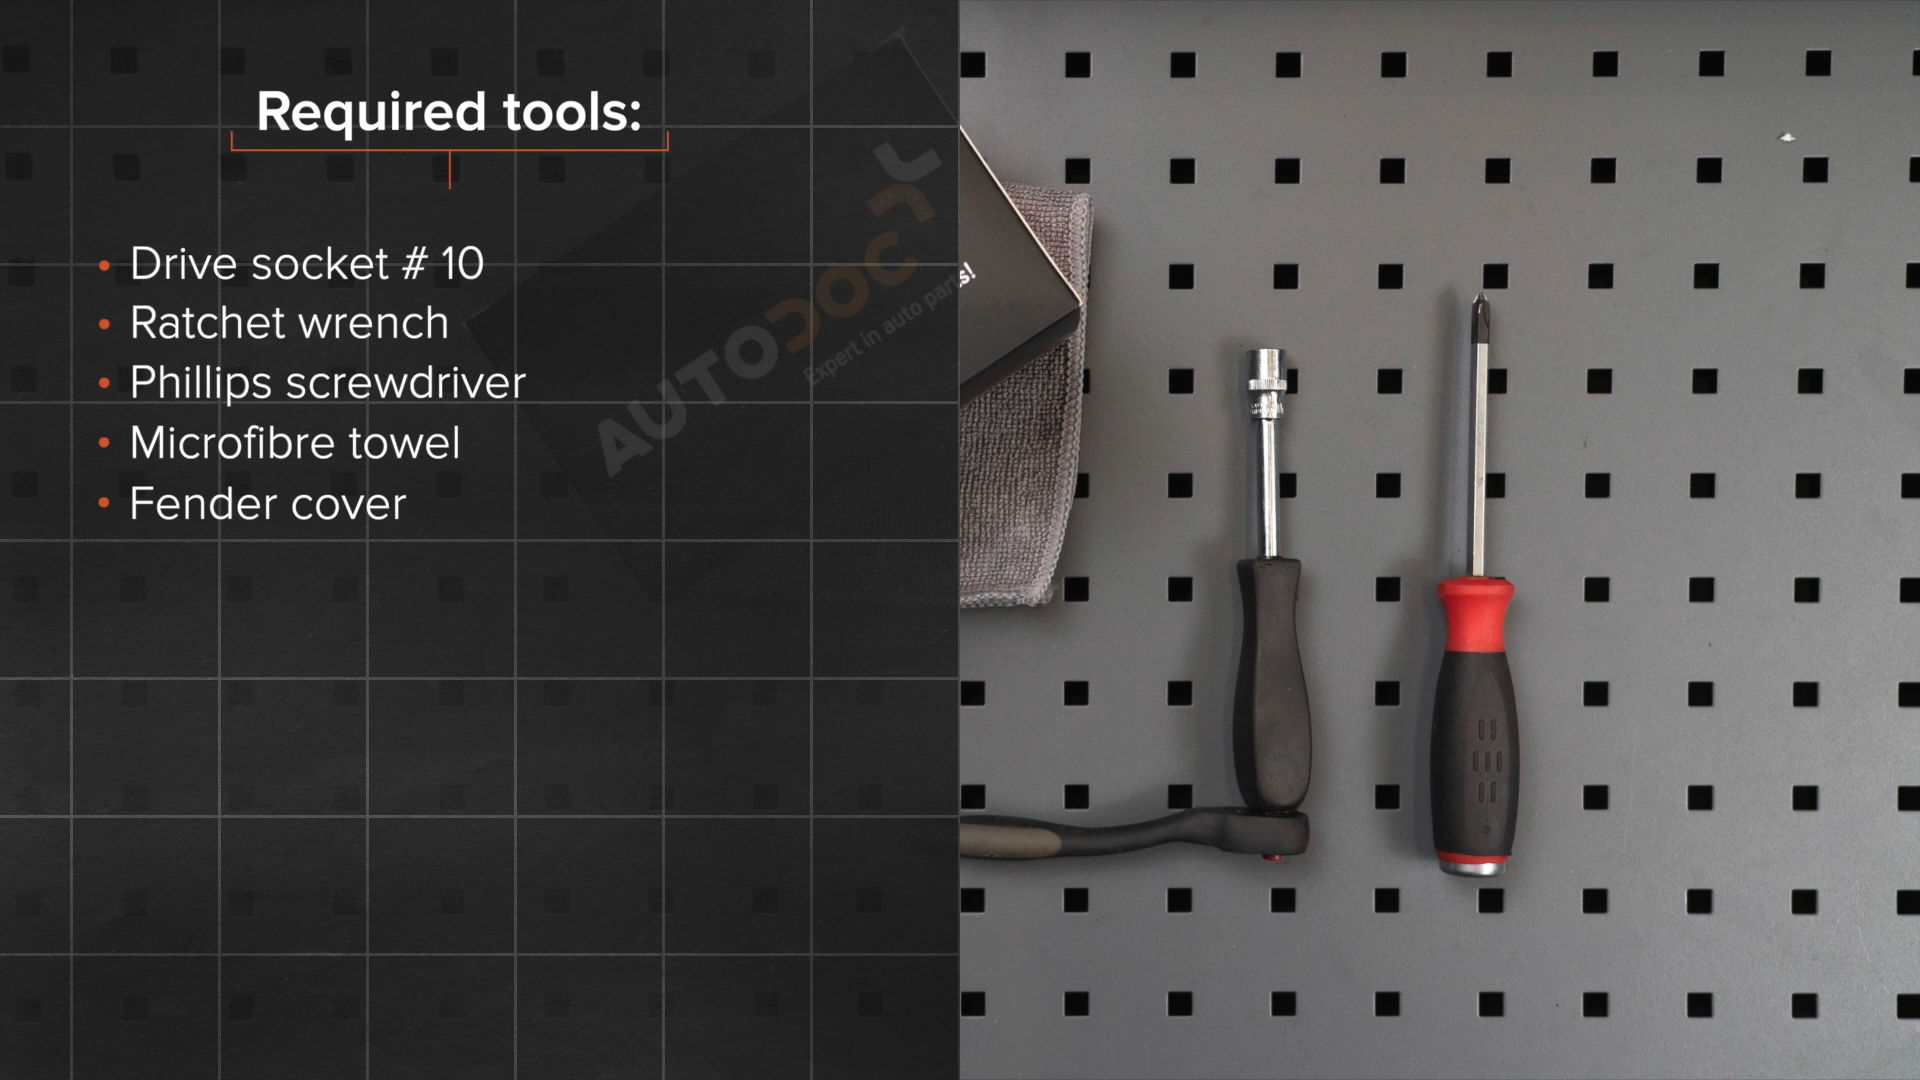 Required tools:
• Drive socket # 10
• Ratchet wrench
• Phillips screwdriver
• Microfibre towel
• Fender cover
AUTODOC
Expert in auto parts!